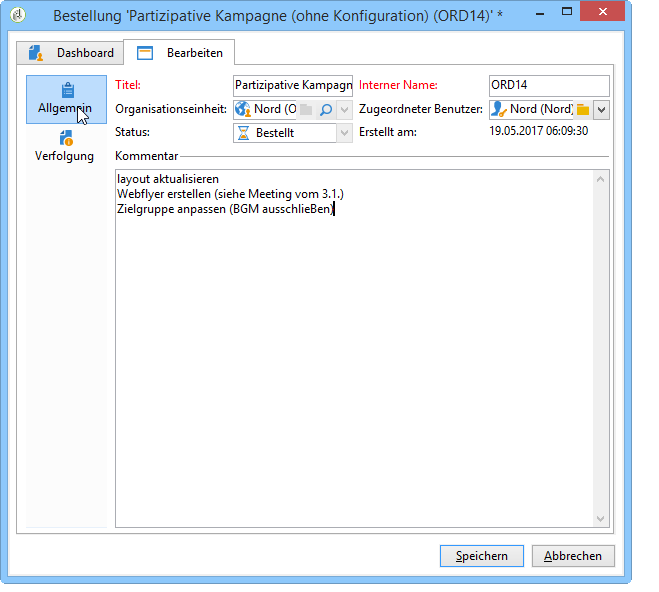 Bestellung 'Partizipative Kampagne (ohne Konfiguration) (ORD14)' *
Dashboard
Bearbeiten
Allgemein
Verfolgung
Titel:
Partizipative Kampagn
Interner Name:
ORD14
Organisationseinheit:
Nord (O
Zugeordneter Benutzer:
Nord (Nord)
Status:
Bestellt
Erstellt am:
19.05.2017 06:09:30
Kommentar
layout aktualisieren
Webflyer erstellen (siehe Meeting vom 3.1.)
Zielgruppe anpassen (BGM ausschließen)
Speichern
Abbrechen